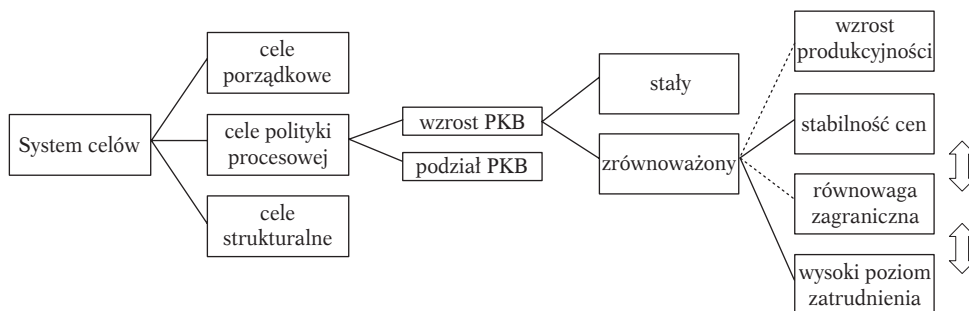 System celów
cele
porządkowe
cele polityki
procesowej
cele
strukturalne
wzrost PKB
podział PKB
stały
zrównoważony
wzrost
produkcyjności
stabilność cen
równowaga
zagraniczna
wysoki poziom
zatrudnienia